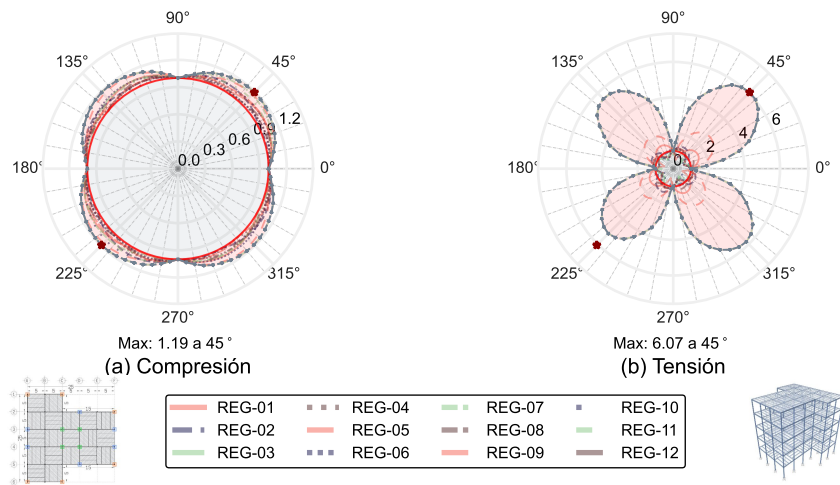 90°
135°
45°
180°
0°
0.0
0.3
0.6
0.9
1.2
225°
315°
270°
Max: 1.19 a 45°
(a) Compresión
90°
135°
45°
180°
0°
0
2
4
6
225°
315°
270°
Max: 6.07 a 45°
(b) Tensión
REG-01
REG-02
REG-03
REG-04
REG-05
REG-06
REG-07
REG-08
REG-09
REG-10
REG-11
REG-12